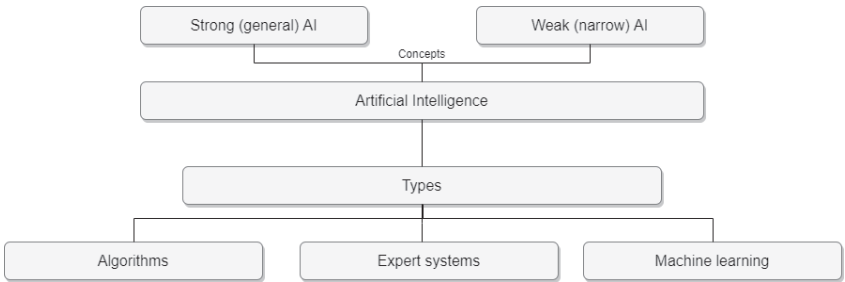 Strong (general) AI
Weak (narrow) AI
Concepts
Artificial Intelligence
Types
Algorithms
Expert systems
Machine learning